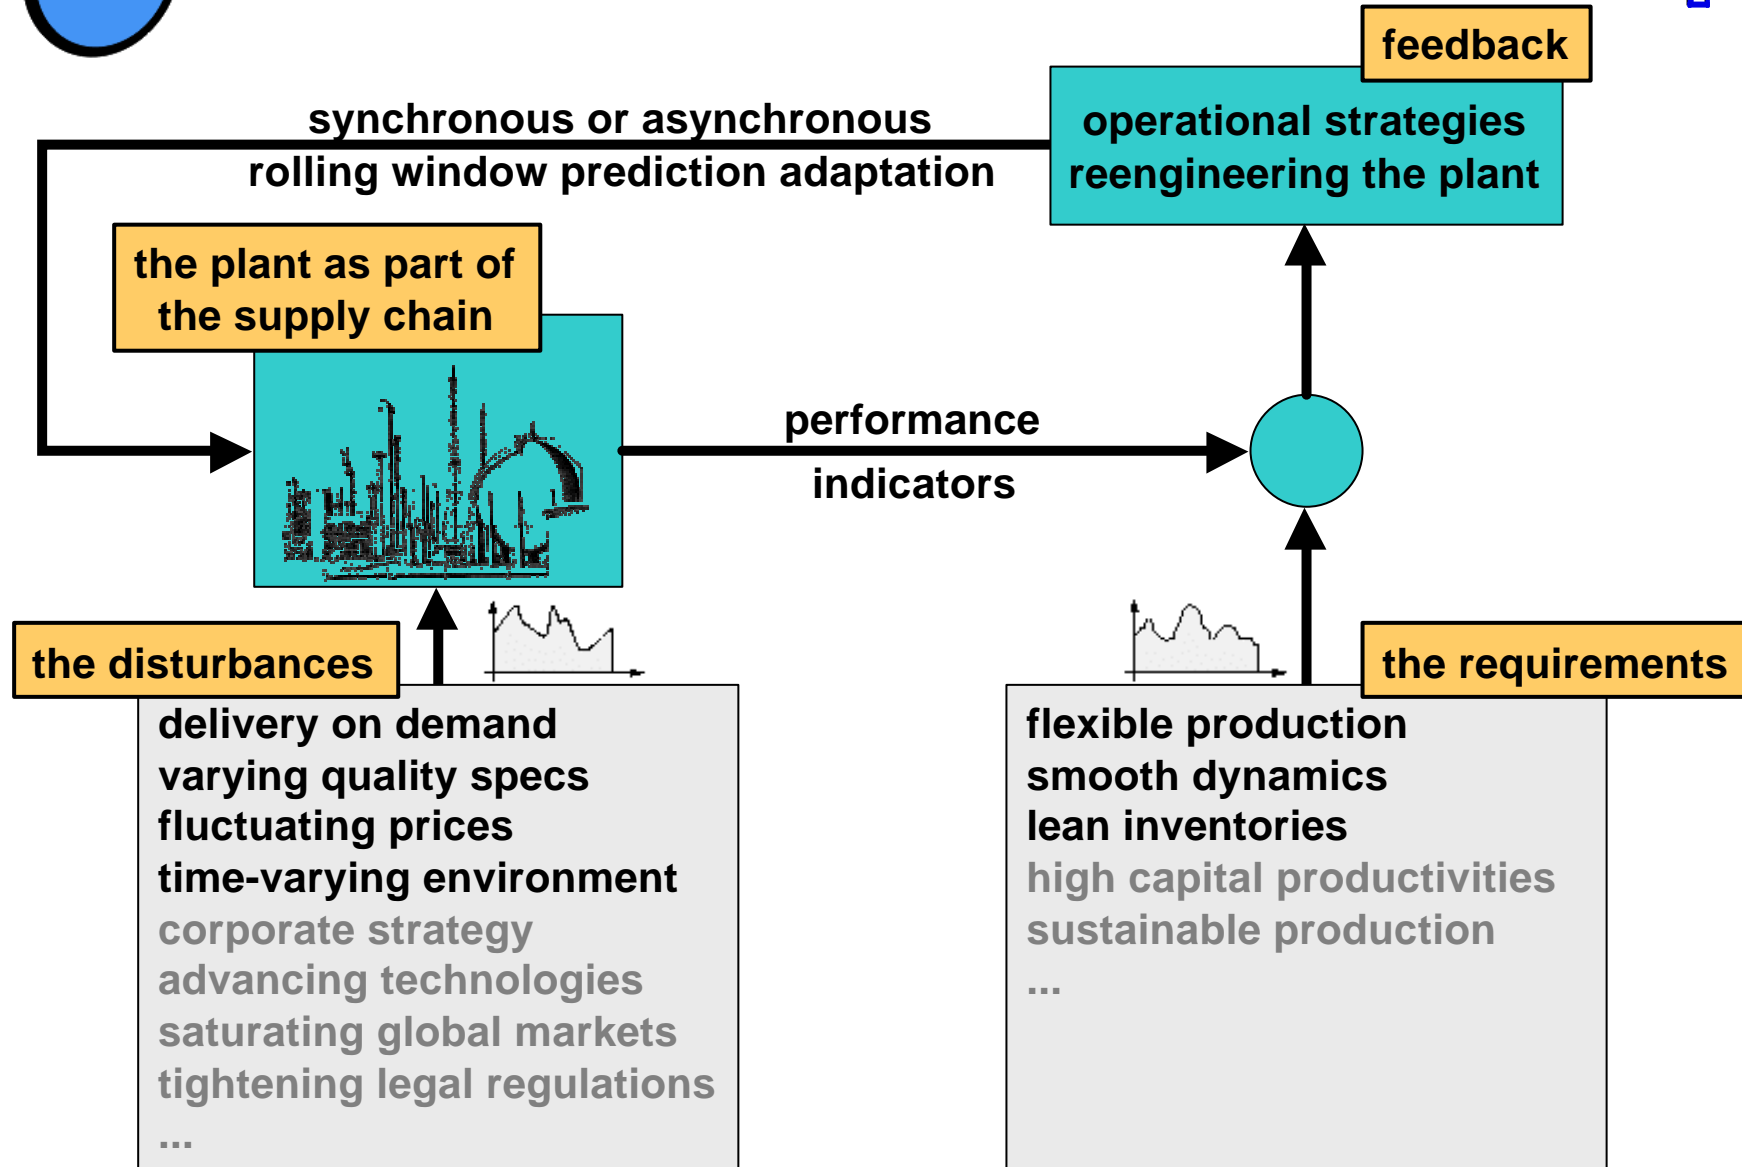 feedback
synchronous or asynchronous
rolling window prediction adaptation
operational strategies
reengineering the plant
the plant as part of
the supply chain
performance
indicators
the disturbances
delivery on demand
varying quality specs
fluctuating prices
time-varying environment
corporate strategy
advancing technologies
saturating global markets
tightening legal regulations
...
the requirements
flexible production
smooth dynamics
lean inventories
high capital productivities
sustainable production
...